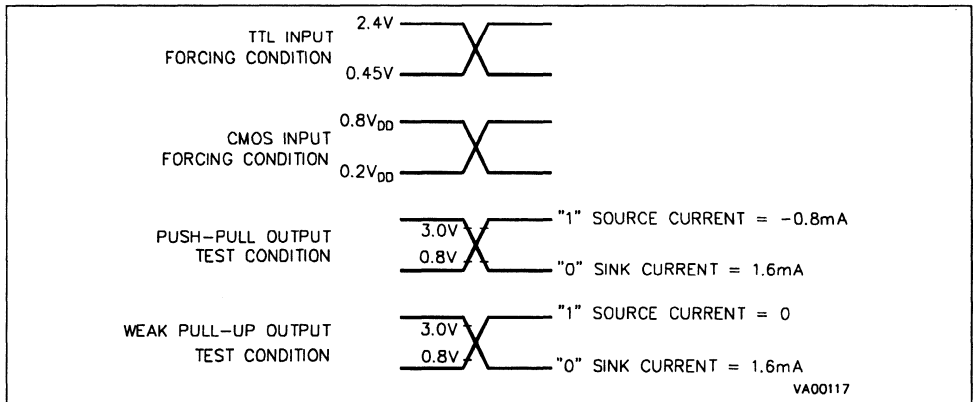 TTL INPUT
FORCING CONDITION
2.4V
0.45V
CMOS INPUT
FORCING CONDITION
0.8VDD
0.2VDD
PUSH-PULL OUTPUT
TEST CONDITION
3.0V
0.8V
"1" SOURCE CURRENT = -0.8mA
"0" SINK CURRENT = 1.6mA
WEAK PULL-UP OUTPUT
TEST CONDITION
3.0V
0.8V
"1" SOURCE CURRENT = 0
"0" SINK CURRENT = 1.6mA
VA00117